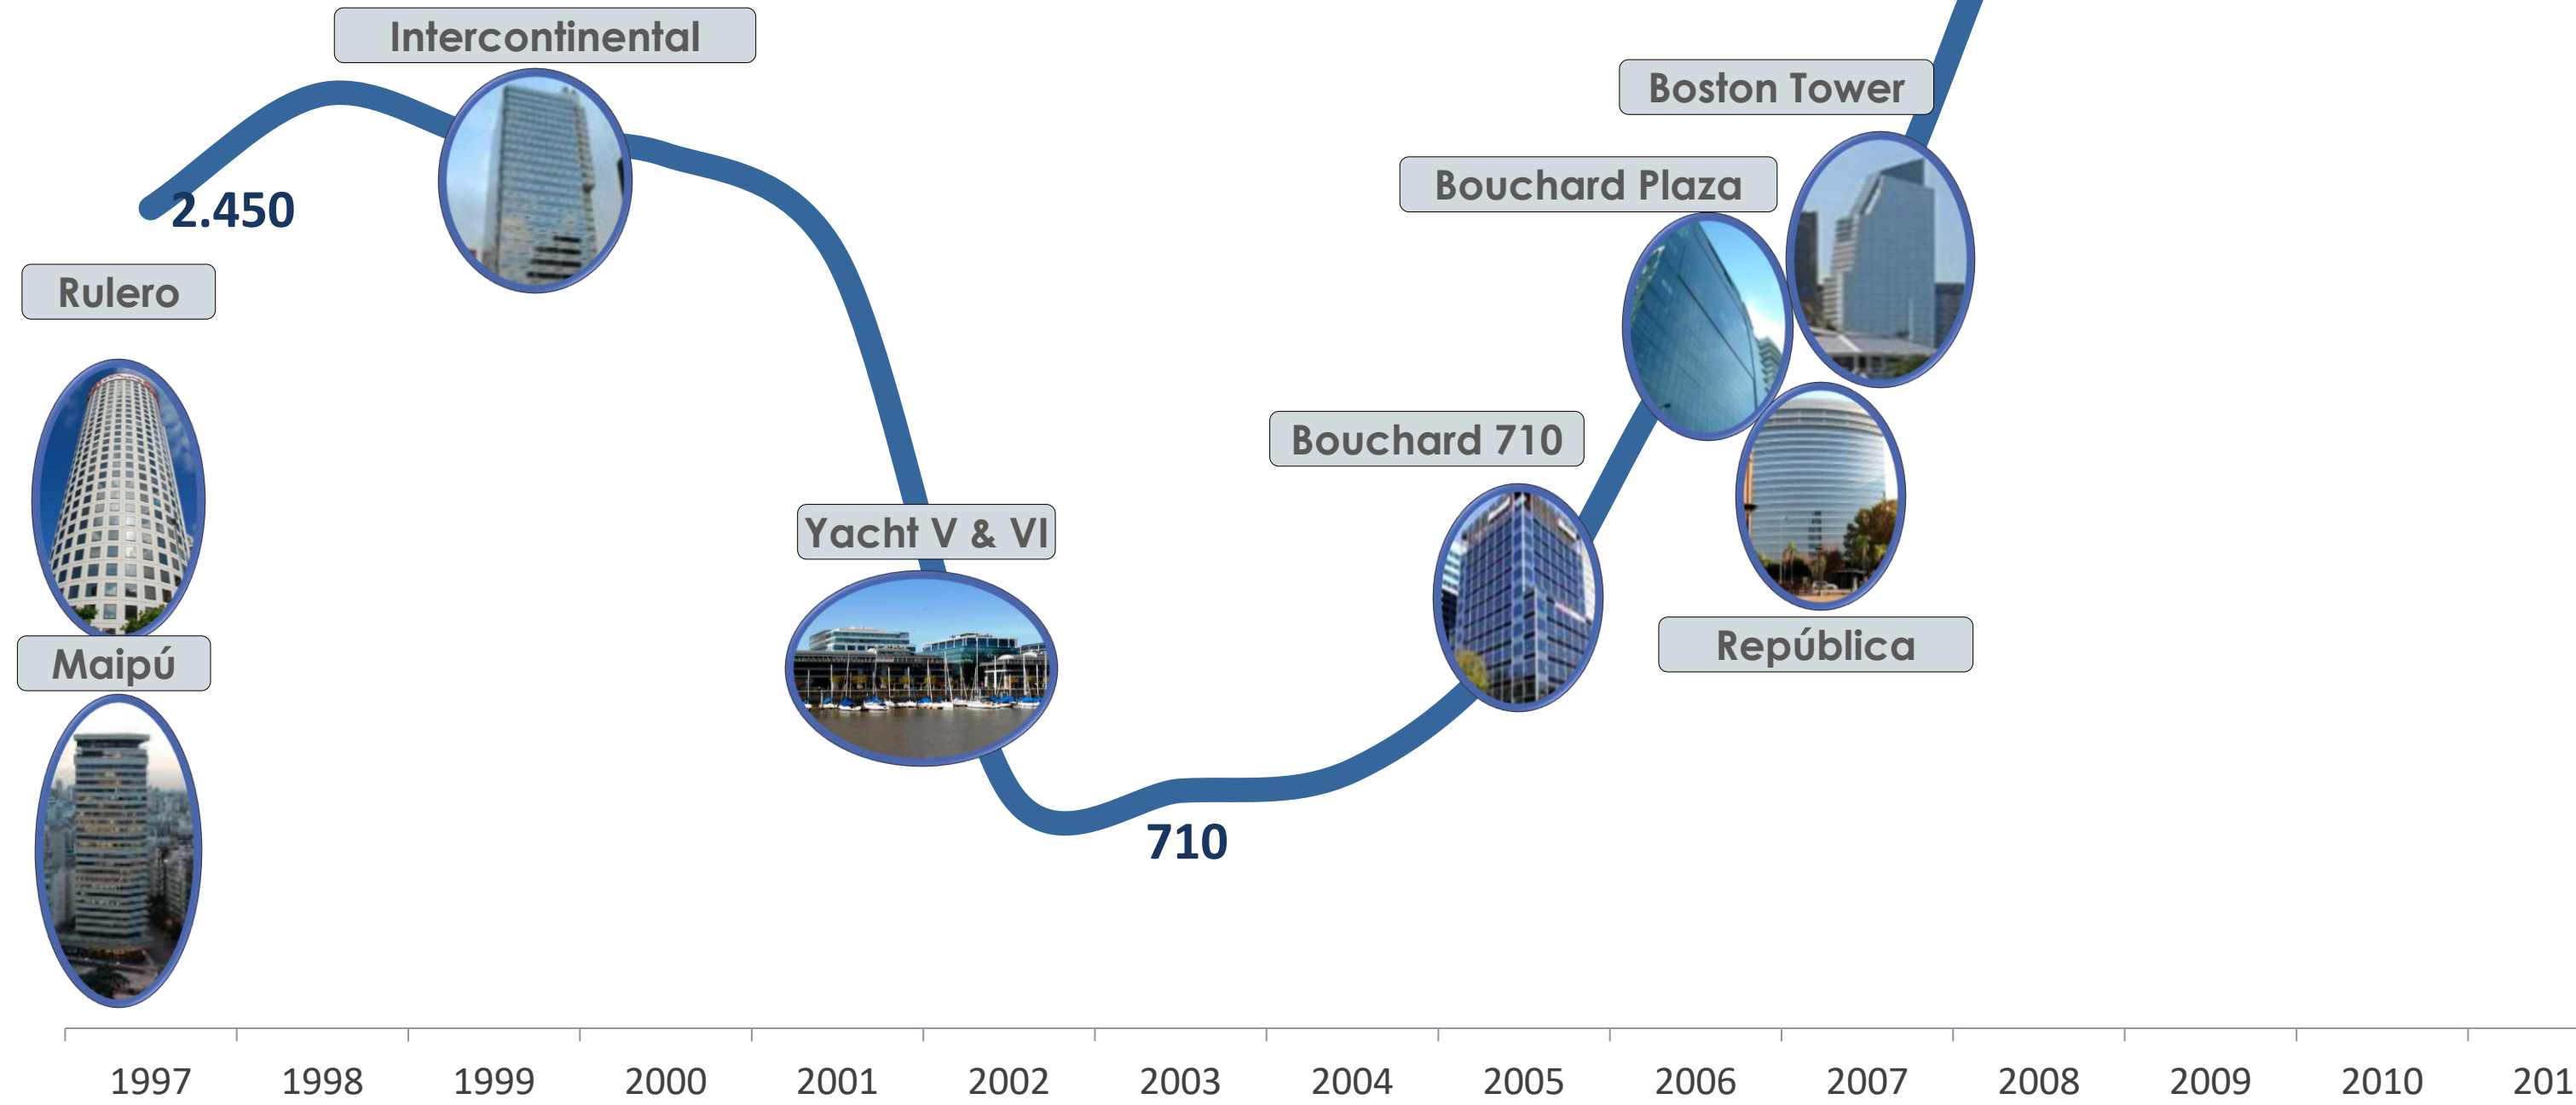 Intercontinental
Boston Tower
Bouchard Plaza
2.450
Rulero
Bouchard 710
Yacht V & VI
República
Maipú
710
1997 1998 1999 2000 2001 2002 2003 2004 2005 2006 2007 2008 2009 2010 201